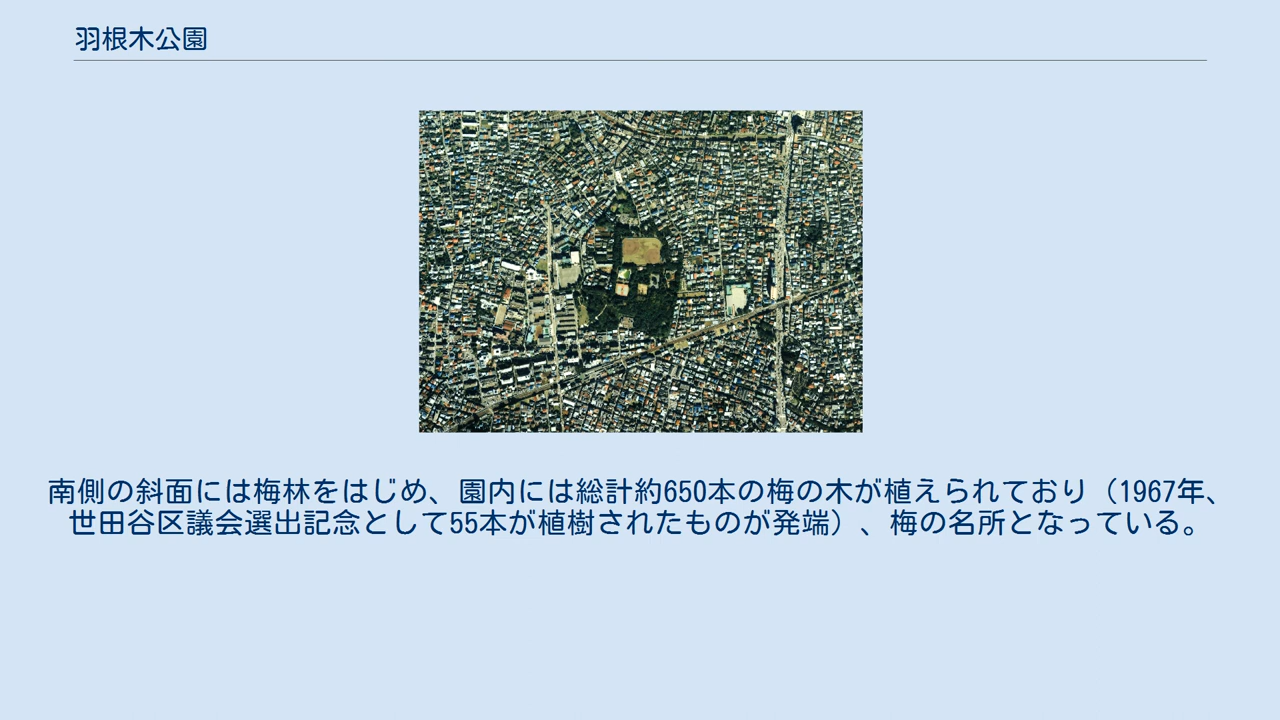 羽根木公園
南側の斜面には梅林をはじめ、園内には総計約650本の梅の木が植えられており（1967年、
世田谷区議会選出記念として55本が植樹されたものが発端）、梅の名所となっている。